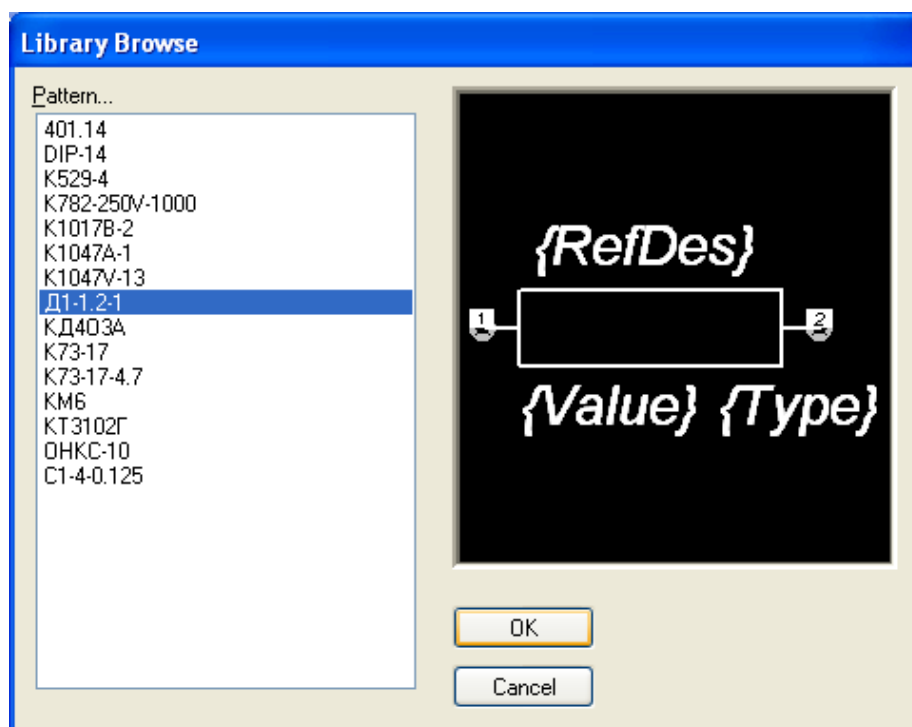 Library Browse
Pattern...
401.14
DIP-14
K529-4
K782-250V-1000
K1017B-2
K1047A-1
K1047V-13
Д1-1.2-1
КД403А
К73-17
К73-17-4.7
КМ6
КТ3102Г
ОНКС-10
С1-4-0.125
{RefDes}
1
2
{Value} {Type}
OK
Cancel